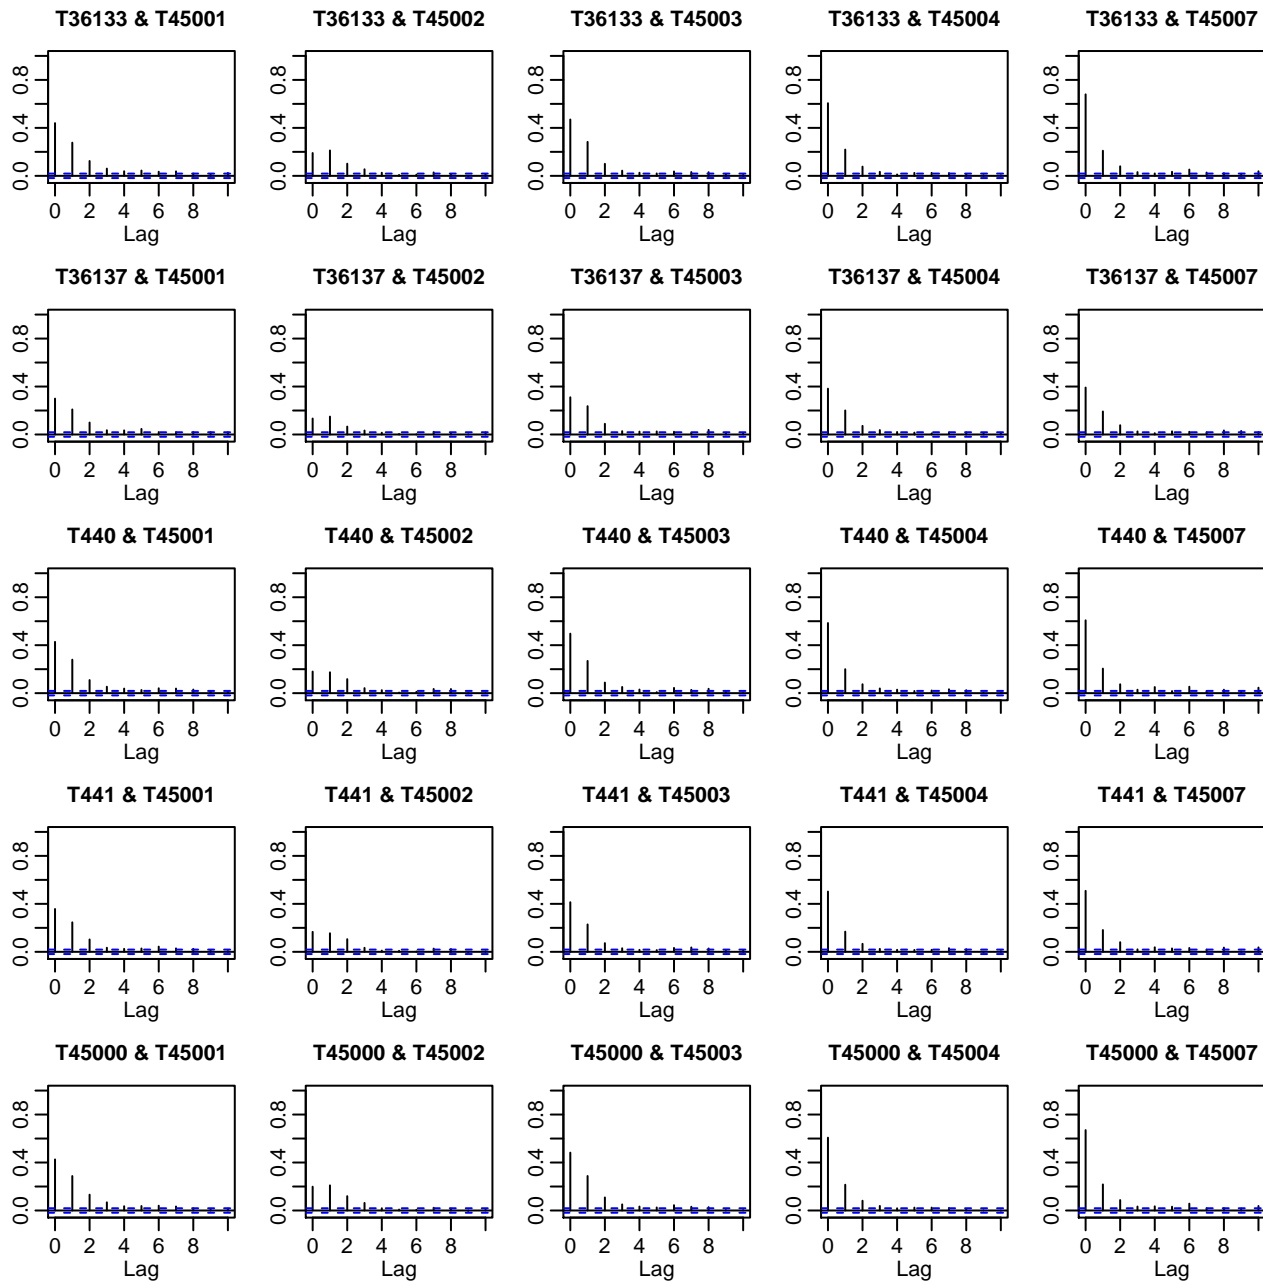 T36133 & T45001 T36133 & T45002 T36133 & T45003 T36133 & T45004 T36133 & T45007
0.0 0.4 0.8 0.0 0.4 0.8 0.0 0.4 0.8 0.0 0.4 0.8 0.0 0.4 0.8
0 2 4 6 8 0 2 4 6 8 0 2 4 6 8 0 2 4 6 8 0 2 4 6 8
Lag Lag Lag Lag Lag
T36137 & T45001 T36137 & T45002 T36137 & T45003 T36137 & T45004 T36137 & T45007
0.0 0.4 0.8 0.0 0.4 0.8 0.0 0.4 0.8 0.0 0.4 0.8 0.0 0.4 0.8
0 2 4 6 8 0 2 4 6 8 0 2 4 6 8 0 2 4 6 8 0 2 4 6 8
Lag Lag Lag Lag Lag
T440 & T45001 T440 & T45002 T440 & T45003 T440 & T45004 T440 & T45007
0.0 0.4 0.8 0.0 0.4 0.8 0.0 0.4 0.8 0.0 0.4 0.8 0.0 0.4 0.8
0 2 4 6 8 0 2 4 6 8 0 2 4 6 8 0 2 4 6 8 0 2 4 6 8
Lag Lag Lag Lag Lag
T441 & T45001 T441 & T45002 T441 & T45003 T441 & T45004 T441 & T45007
0.0 0.4 0.8 0.0 0.4 0.8 0.0 0.4 0.8 0.0 0.4 0.8 0.0 0.4 0.8
0 2 4 6 8 0 2 4 6 8 0 2 4 6 8 0 2 4 6 8 0 2 4 6 8
Lag Lag Lag Lag Lag
T45000 & T45001 T45000 & T45002 T45000 & T45003 T45000 & T45004 T45000 & T45007
0.0 0.4 0.8 0.0 0.4 0.8 0.0 0.4 0.8 0.0 0.4 0.8 0.0 0.4 0.8
0 2 4 6 8 0 2 4 6 8 0 2 4 6 8 0 2 4 6 8 0 2 4 6 8
Lag Lag Lag Lag Lag